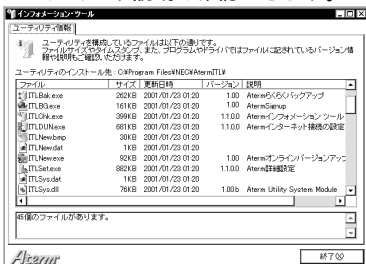 インフォメーション・ツール
ユーティリティ情報
ユーティリティを構成しているファイルは以下の通りです。
ファイルサイズやタイムスタンプ、また、プログラムやドライバではファイルに記されているバージョン情
報や説明もご確認いただけます。
ユーティリティのインストール先 : C:¥Program Files¥NEC¥AtermITL¥
ファイル サイズ 更新日時 バージョン 説明
ITLBak.exe 262KB 2001/01/23 01:20 1.00 Atermらくらくバックアップ
ITLBG.exe 161KB 2001/01/23 01:20 1.00 AtermSignup
ITLChk.exe 399KB 2001/01/23 01:20 1.1.0.0 Atermインフォメーションツール
ITLDUN.exe 681KB 2001/01/23 01:20 1.1.0.0 Atermインターネット接続の設定
ITLNew.bmp 30KB 2001/01/23 01:20
ITLNew.dat 1KB 2001/01/23 01:20
ITLNew.exe 92KB 2001/01/23 01:20 1.00 Atermオンラインバージョンアップ
ITLSet.exe 882KB 2001/01/23 01:20 1.1.0.0 Aterm詳細設定
ITLSys.dat 1KB 2001/01/23 01:20
ITLSys.dll 76KB 2001/01/23 01:20 1.00b Aterm Utility System Module
45個のファイルがあります。
Aterm
終了(X)